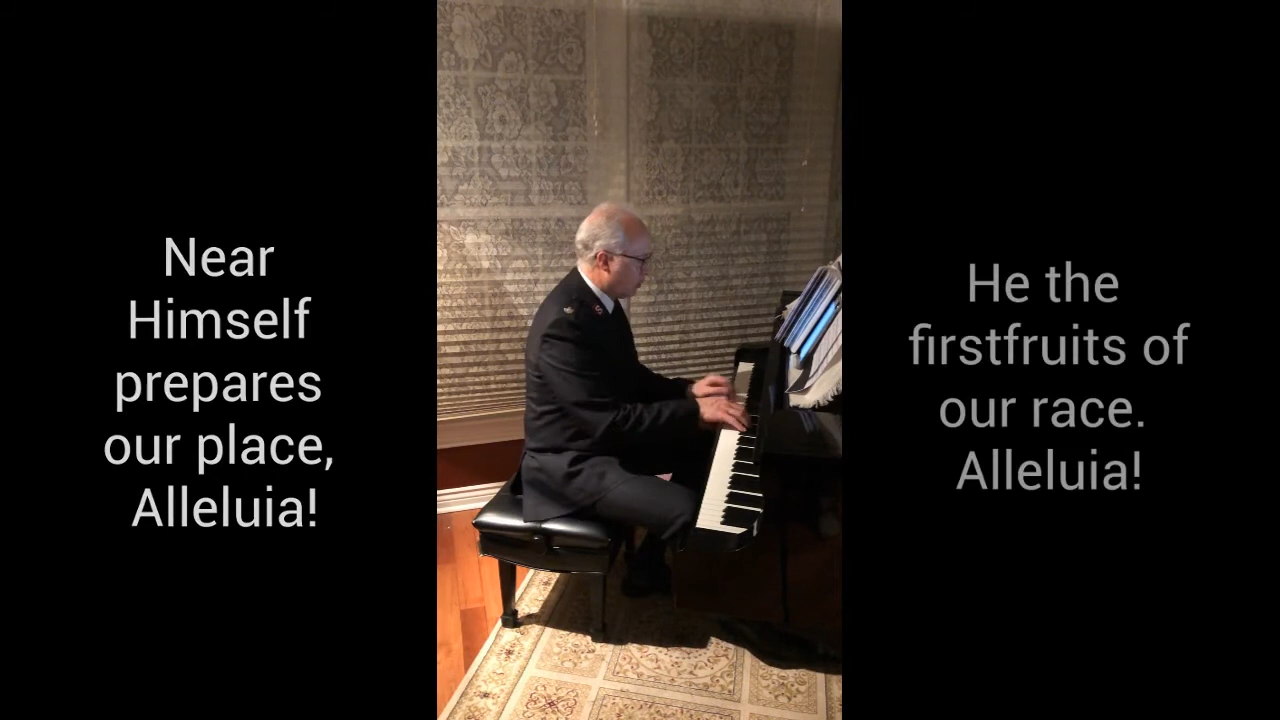 Near
Himself
prepares
our place,
Alleluia!
He the
firstfruits of
our race.
Alleluia!